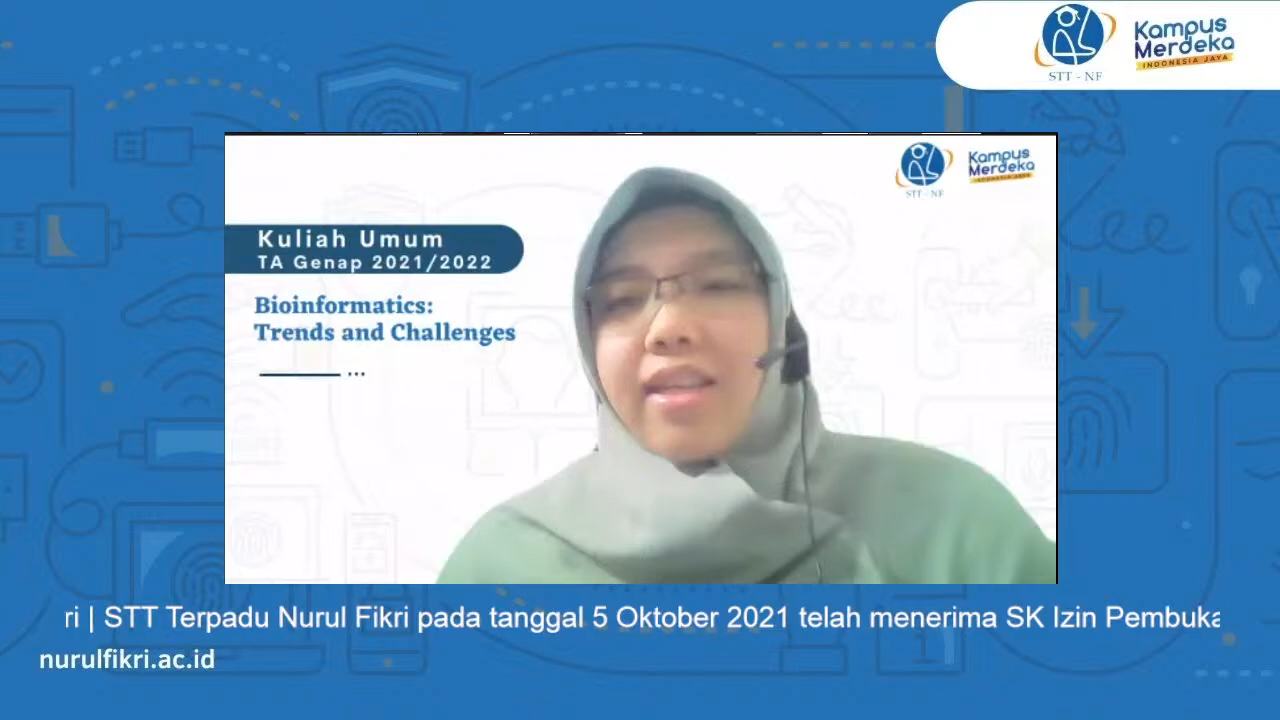 STT - NF
Kampus
Merdeka
INDONESIA JAYA
STT - NF
Kampus
Merdeka
INDONESIA JAYA
Kuliah Umum
TA Genap 2021/2022
Bioinformatics:
Trends and Challenges
ri | STT Terpadu Nurul Fikri pada tanggal 5 Oktober 2021 telah menerima SK Izin Pembuka
nurulfikri.ac.id